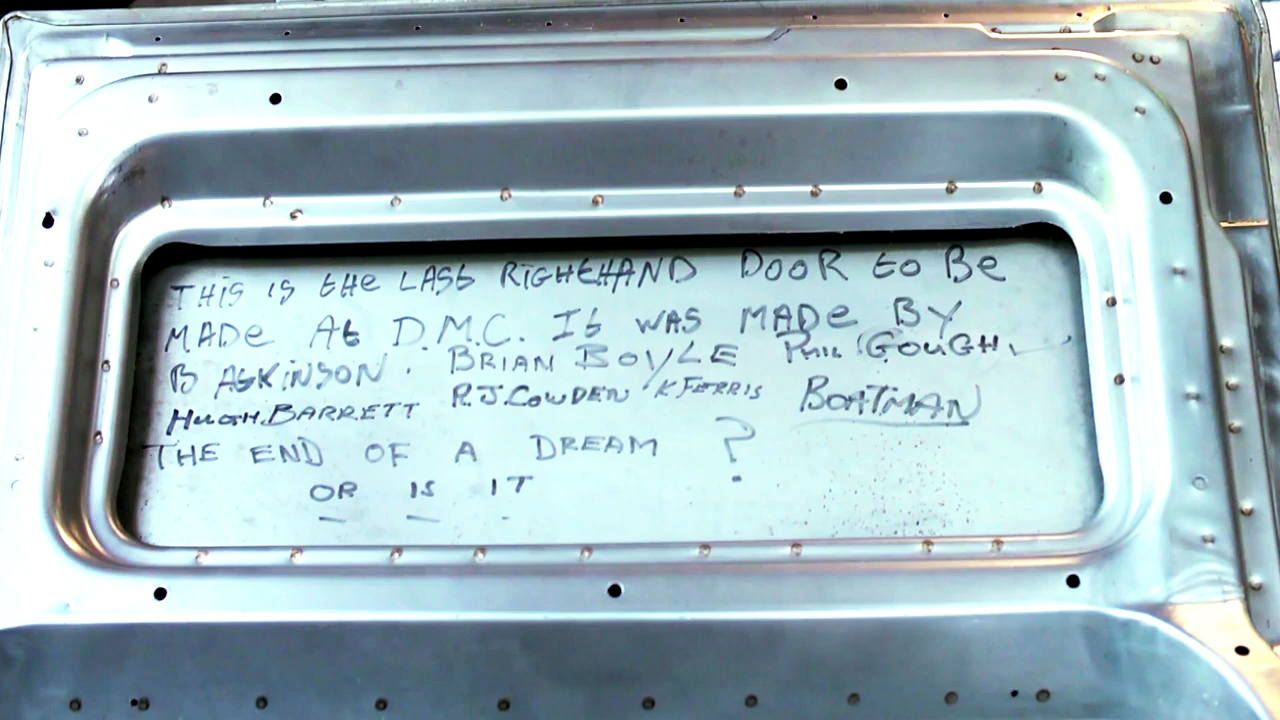 THIS IS tHe LASt RIGHtHAND DOOR to Be
MADe At D.M.C. It WAS MADe BY
B AtKiNSON. BRIAN BOYLE PHIL GOUGH.
HUGH.BARRETT R.J.COWDEN K FERRIS BOATMAN
THE END OF A DREAM ?
OR IS IT